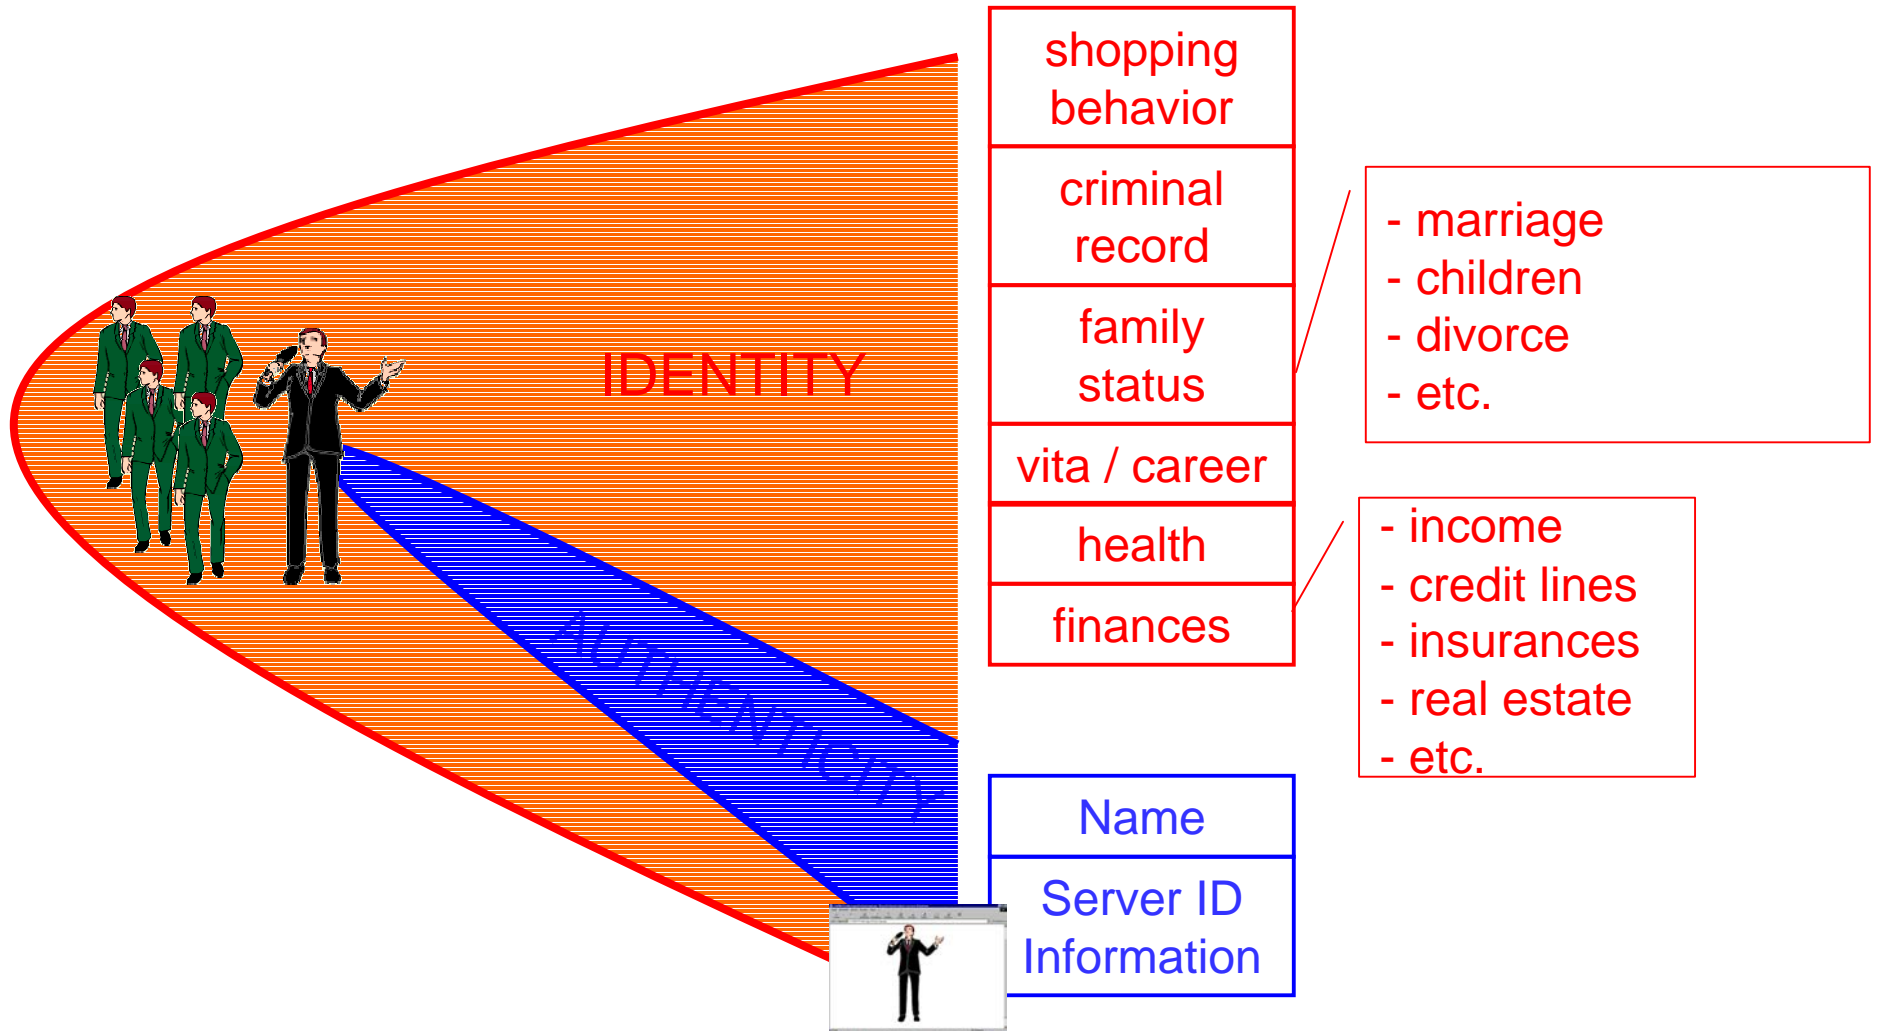 shopping
behavior
criminal
record
family
status
vita / career
health
finances
- marriage
- children
- divorce
- etc.
- income
- credit lines
- insurances
- real estate
- etc.
IDENTITY
AUTHENTICITY
Name
Server ID
Information